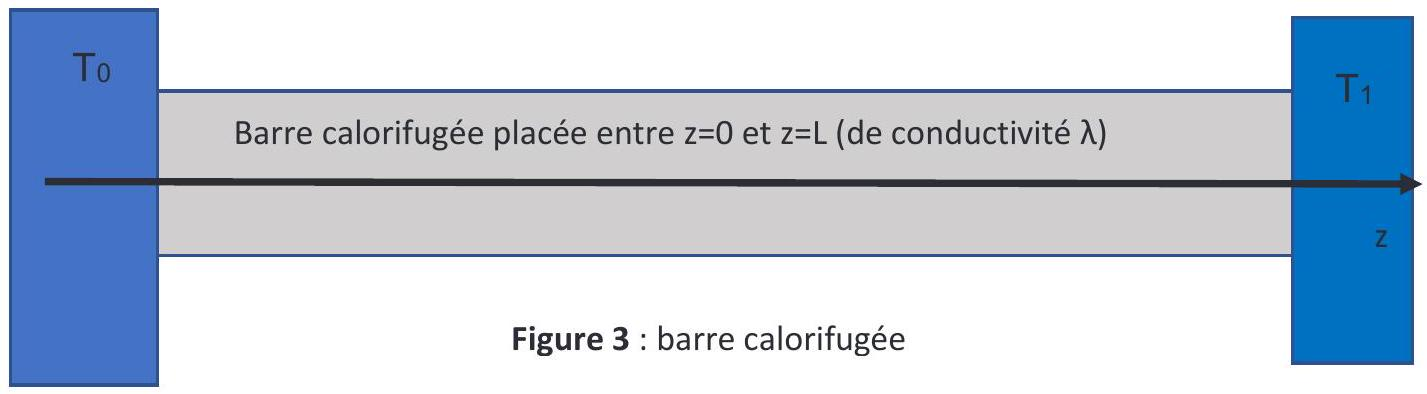 T₀
T₁
Barre calorifugée placée entre z=0 et z=L (de conductivité λ)
z
Figure 3 : barre calorifugée